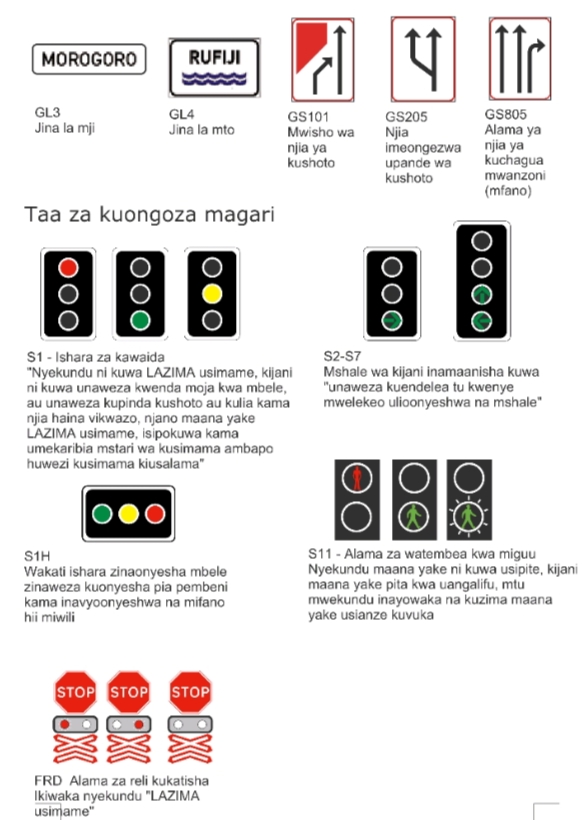 MOROGORO
RUFIJI
GL3
Jina la mji
GL4
Jina la mto
GS101
Mwisho wa
njia ya
kushoto
GS205
Njia
imeongezwa
upande wa
kushoto
GS805
Alama ya
njia ya
kuchagua
mwanzoni
(mfano)
Taa za kuongoza magari
S1 - Ishara za kawaida
"Nyekundu ni kuwa LAZIMA usimame, kijani
ni kuwa unaweza kwenda moja kwa mbele,
au unaweza kupinda kushoto au kulia kama
njia haina vikwazo, njano maana yake
LAZIMA usimame, isipokuwa kama
umekaribia mstari wa kusimama ambapo
huwezi kusimama kiusalama"
S2-S7
Mshale wa kijani inamaanisha kuwa
"unaweza kuendelea tu kwenye
mwelekeo ulioonyeshwa na mshale"
S1H
Wakati ishara zinaonyesha mbele
zinaweza kuonyesha pia pembeni
kama inavyoonyeshwa na mifano
hii miwili
S11 - Alama za watembea kwa miguu
Nyekundu maana yake ni kuwa usipite, kijani
maana yake pita kwa uangalifu, mtu
mwekundu inayowaka na kuzima maana
yake usianze kuvuka
STOP STOP STOP
FRD Alama za reli kukatisha
Ikiwaka nyekundu "LAZIMA
usimame"